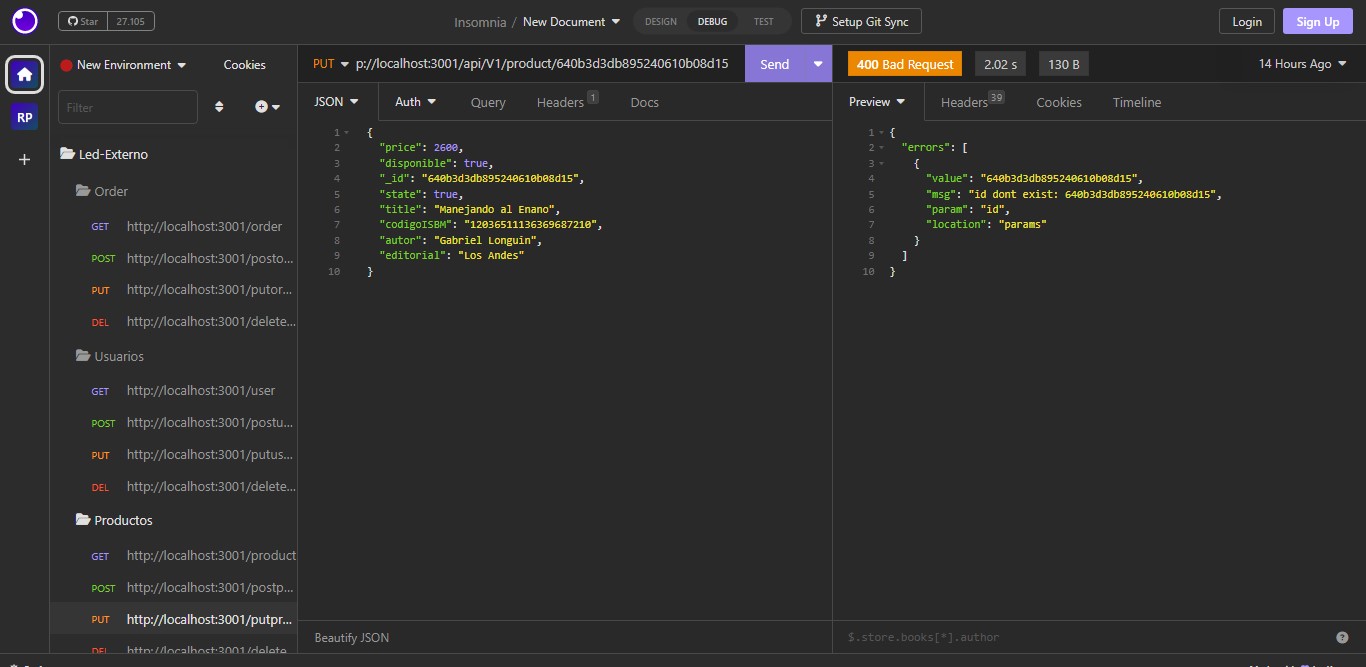 Star 27.105
Insomnia / New Document
DESIGN DEBUG TEST
Setup Git Sync
Login
Sign Up
RP
New Environment
Cookies
Filter
Led-Externo
Order
GET http://localhost:3001/order
POST http://localhost:3001/posto...
PUT http://localhost:3001/putor...
DEL http://localhost:3001/delete...
Usuarios
GET http://localhost:3001/user
POST http://localhost:3001/postu...
PUT http://localhost:3001/putus...
DEL http://localhost:3001/delete...
Productos
GET http://localhost:3001/product
POST http://localhost:3001/postp...
PUT http://localhost:3001/putpr...
DEL http://localhost:3001/delete
PUT p://localhost:3001/api/V1/product/640b3d3db895240610b08d15
Send
JSON Auth Query Headers 1 Docs
1 {
2 "price": 2600,
3 "disponible": true,
4 "_id": "640b3d3db895240610b08d15",
5 "state": true,
6 "title": "Manejando al Enano",
7 "codigoISBM": "12036511136369687210",
8 "autor": "Gabriel Longuin",
9 "editorial": "Los Andes"
10 }
Beautify JSON
400 Bad Request 2.02 s 130 B 14 Hours Ago
Preview Headers 39 Cookies Timeline
1 {
2 "errors": [
3 {
4 "value": "640b3d3db895240610b08d15",
5 "msg": "id dont exist: 640b3d3db895240610b08d15",
6 "param": "id",
7 "location": "params"
8 }
9 ]
10 }
$.store.books[*].author